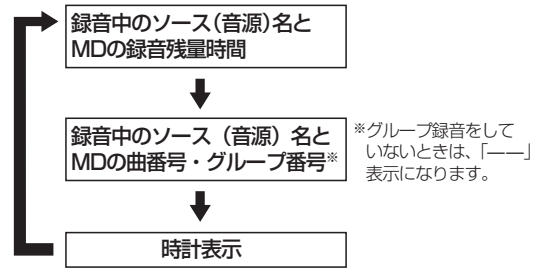 録音中のソース(音源)名と
MDの録音残量時間
録音中のソース(音源)名と
MDの曲番号・グループ番号※
※グループ録音をして
いないときは、「――」
表示になります。
時計表示